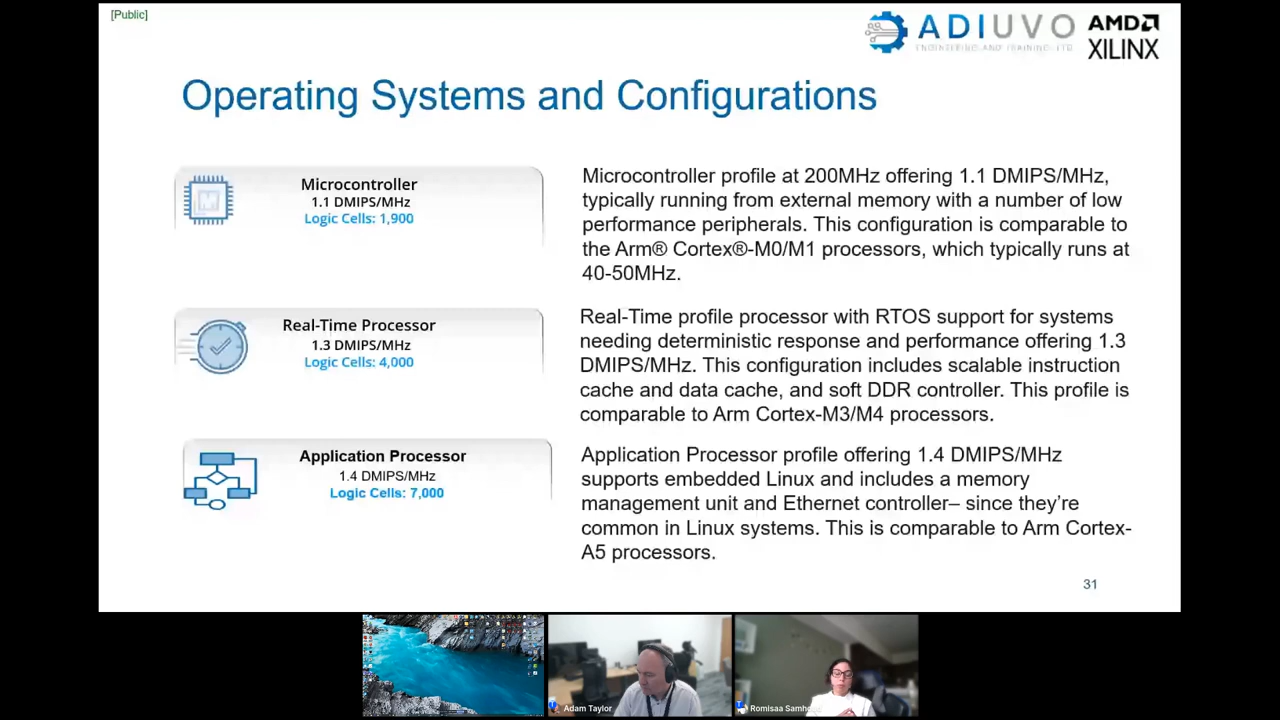 [Public]
ADIUVO
ENGINEERING AND TRAINING LTD.
AMD
XILINX
Operating Systems and Configurations
Microcontroller
1.1 DMIPS/MHz
Logic Cells: 1,900
Microcontroller profile at 200MHz offering 1.1 DMIPS/MHz,
typically running from external memory with a number of low
performance peripherals. This configuration is comparable to
the Arm® Cortex®-M0/M1 processors, which typically runs at
40-50MHz.
Real-Time Processor
1.3 DMIPS/MHz
Logic Cells: 4,000
Real-Time profile processor with RTOS support for systems
needing deterministic response and performance offering 1.3
DMIPS/MHz. This configuration includes scalable instruction
cache and data cache, and soft DDR controller. This profile is
comparable to Arm Cortex-M3/M4 processors.
Application Processor
1.4 DMIPS/MHz
Logic Cells: 7,000
Application Processor profile offering 1.4 DMIPS/MHz
supports embedded Linux and includes a memory
management unit and Ethernet controller– since they’re
common in Linux systems. This is comparable to Arm Cortex-
A5 processors.
31
Adam Taylor
Romisaa